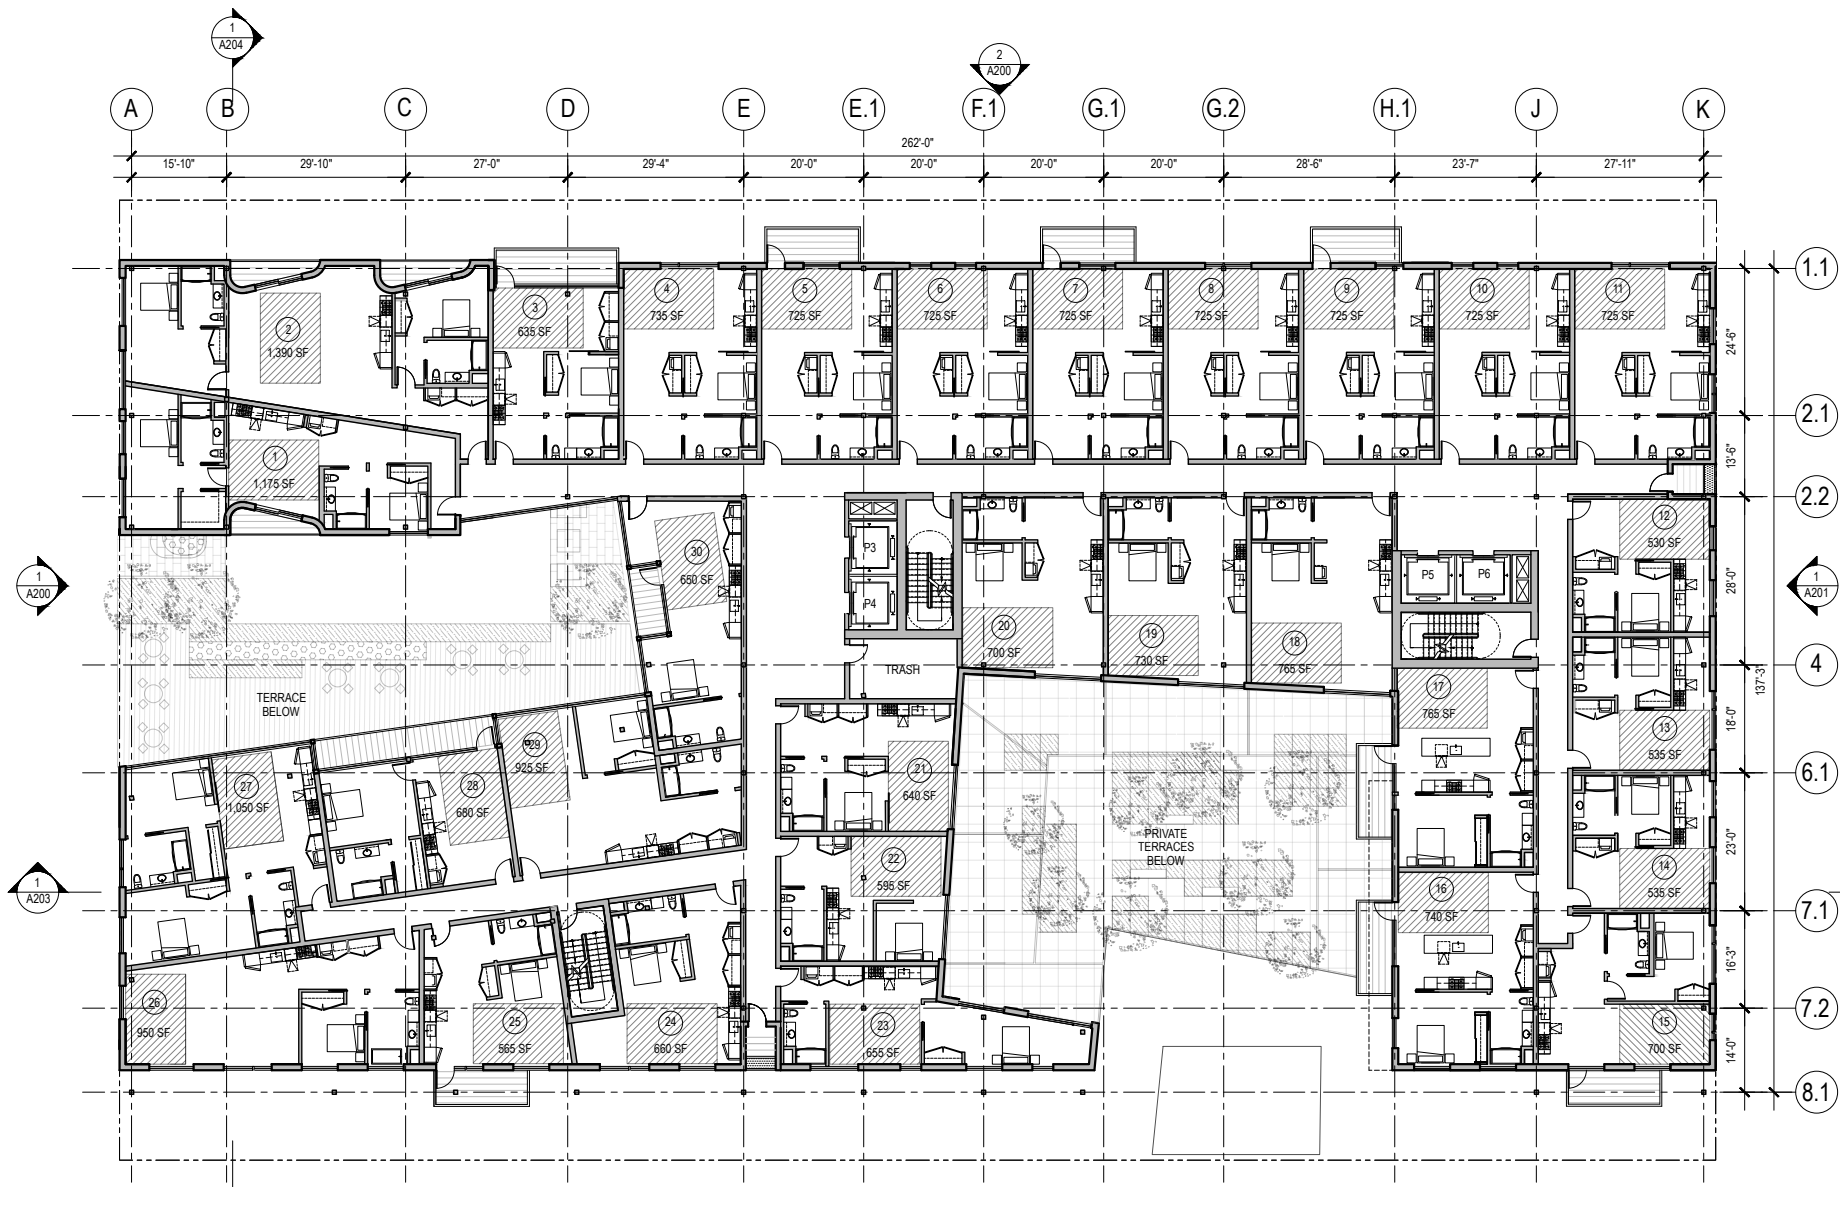 1
A204
2
A200
A
B
C
D
E
E.1
F.1
G.1
G.2
H.1
J
K
262'-0"
15'-10"
29'-10"
27'-0"
29'-4"
20'-0"
20'-0"
20'-0"
20'-0"
28'-6"
23'-7"
27'-11"
1.1
2.1
2.2
4
6.1
7.1
7.2
8.1
24'-6"
13'-6"
28'-0"
18'-0"
23'-0"
16'-3"
14'-0"
137'-3"
1
A200
1
A201
1
A203
2
1,390 SF
3
635 SF
4
735 SF
5
725 SF
6
725 SF
7
725 SF
8
725 SF
9
725 SF
10
725 SF
11
725 SF
1
1,175 SF
12
530 SF
30
650 SF
P3
P4
P5
P6
20
700 SF
19
730 SF
18
765 SF
TRASH
TERRACE
BELOW
17
765 SF
13
535 SF
29
925 SF
21
640 SF
27
1,050 SF
28
680 SF
PRIVATE
TERRACES
BELOW
22
595 SF
14
535 SF
16
740 SF
26
950 SF
25
565 SF
24
660 SF
23
655 SF
15
700 SF